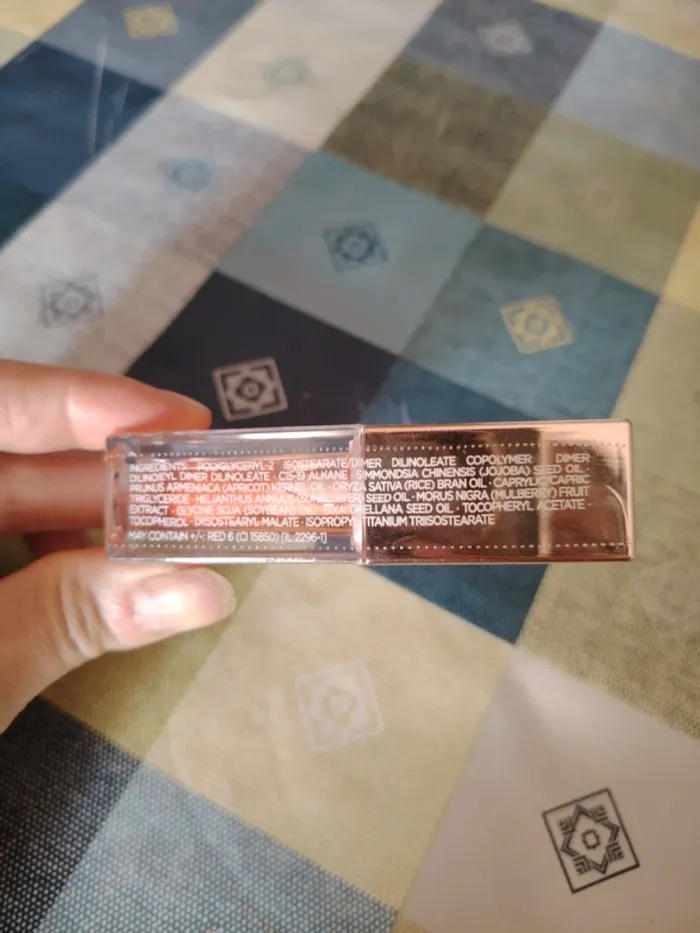 INGREDIENTS: POLYGLYCERYL-2 ISOSTEARATE/DIMER DILINOLEATE COPOLYMER · DIMER
DILINOLEYL DIMER DILINOLEATE · C15-19 ALKANE · SIMMONDSIA CHINENSIS (JOJOBA) SEED OIL ·
PRUNUS ARMENIACA (APRICOT) KERNEL OIL · ORYZA SATIVA (RICE) BRAN OIL · CAPRYLIC/CAPRIC
TRIGLYCERIDE · HELIANTHUS ANNUUS (SUNFLOWER) SEED OIL · MORUS NIGRA (MULBERRY) FRUIT
EXTRACT · GLYCINE SOJA (SOYBEAN) OIL · BIXA ORELLANA SEED OIL · TOCOPHERYL ACETATE ·
TOCOPHEROL · DIISOSTEARYL MALATE · ISOPROPYL TITANIUM TRIISOSTEARATE
MAY CONTAIN +/-: RED 6 (CI 15850) [IL 2296-1]